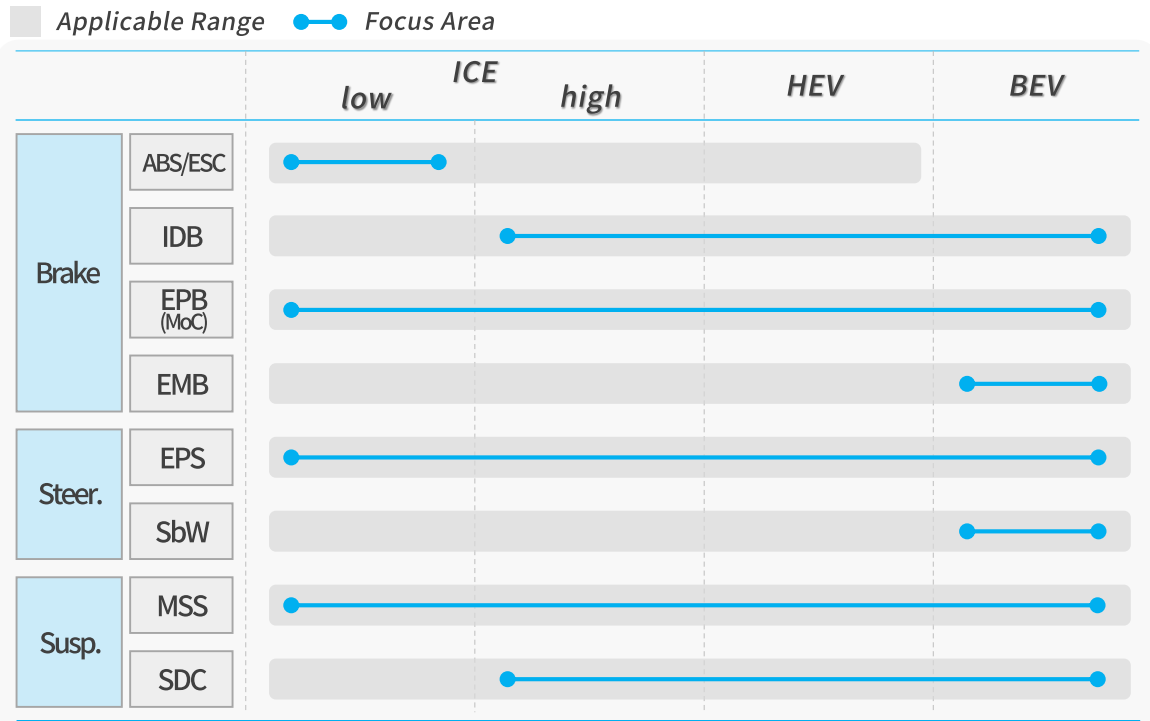 Applicable Range
Focus Area
ICE
low
high
HEV
BEV
Brake
ABS/ESC
IDB
EPB
(MoC)
EMB
Steer.
EPS
SbW
Susp.
MSS
SDC